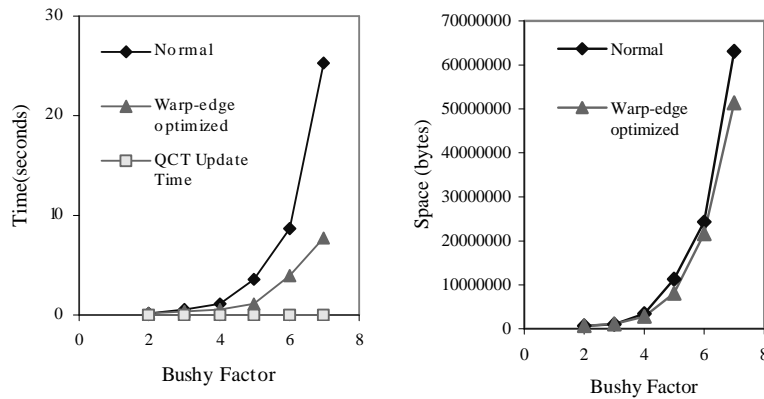 30
20
10
0
0
2
4
6
8
Time(seconds)
Bushy Factor
Normal
Warp-edge
optimized
QCT Update
Time
70000000
60000000
50000000
40000000
30000000
20000000
10000000
0
0
2
4
6
8
Space (bytes)
Bushy Factor
Normal
Warp-edge
optimized